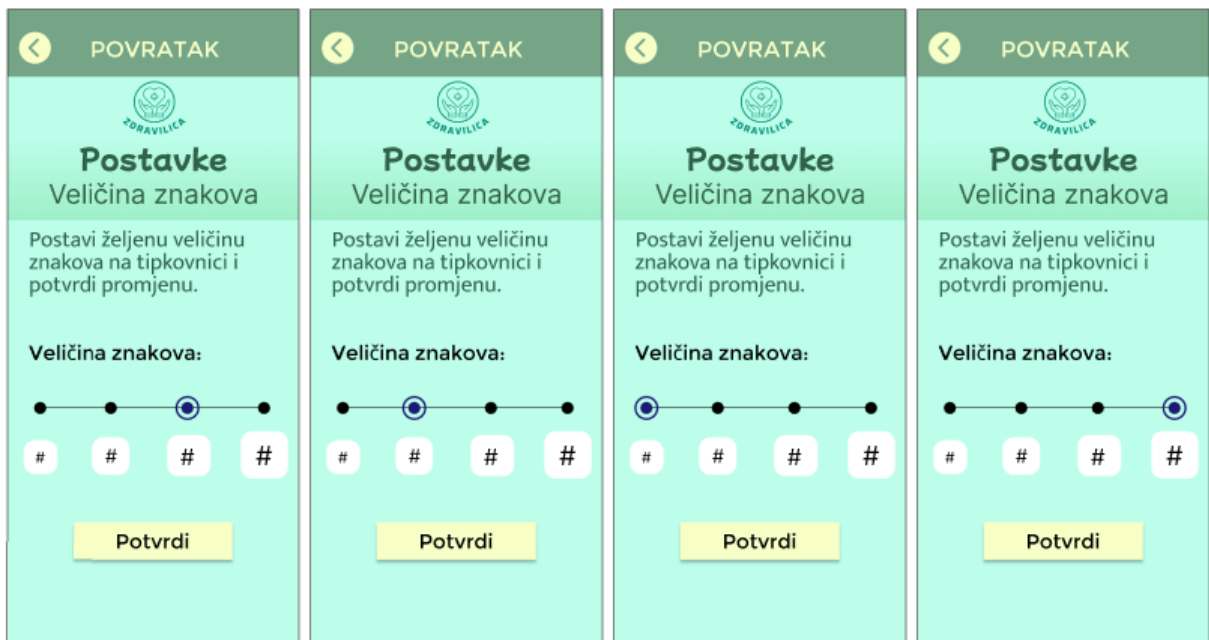 POVRATAK
ZDRAVILICA
Postavke
Veličina znakova
Postavi željenu veličinu
znakova na tipkovnici i
potvrdi promjenu.
Veličina znakova:
# # # #
Potvrdi
POVRATAK
ZDRAVILICA
Postavke
Veličina znakova
Postavi željenu veličinu
znakova na tipkovnici i
potvrdi promjenu.
Veličina znakova:
# # # #
Potvrdi
POVRATAK
ZDRAVILICA
Postavke
Veličina znakova
Postavi željenu veličinu
znakova na tipkovnici i
potvrdi promjenu.
Veličina znakova:
# # # #
Potvrdi
POVRATAK
ZDRAVILICA
Postavke
Veličina znakova
Postavi željenu veličinu
znakova na tipkovnici i
potvrdi promjenu.
Veličina znakova:
# # # #
Potvrdi